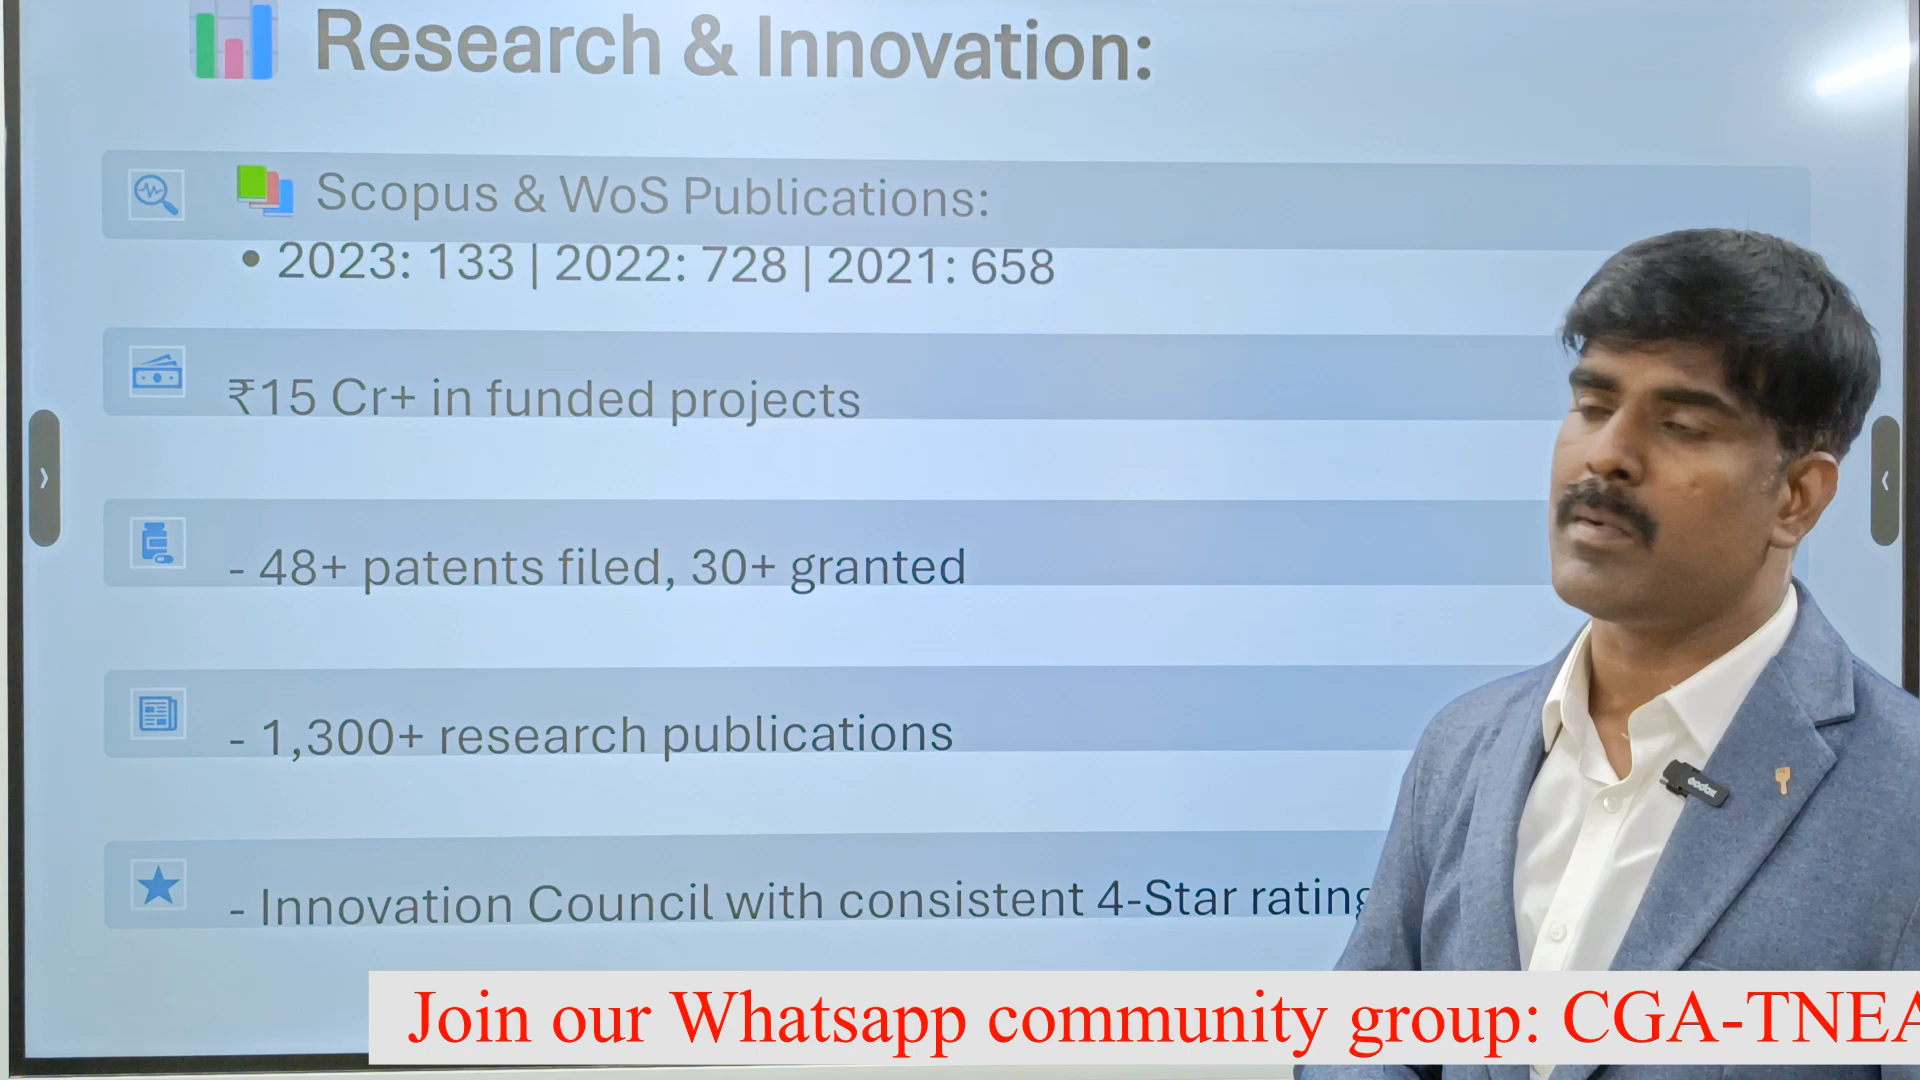 Research & Innovation:
Scopus & WoS Publications:
• 2023: 133 | 2022: 728 | 2021: 658
₹15 Cr+ in funded projects
- 48+ patents filed, 30+ granted
- 1,300+ research publications
- Innovation Council with consistent 4-Star rating
Godox
Join our Whatsapp community group: CGA-TNEA